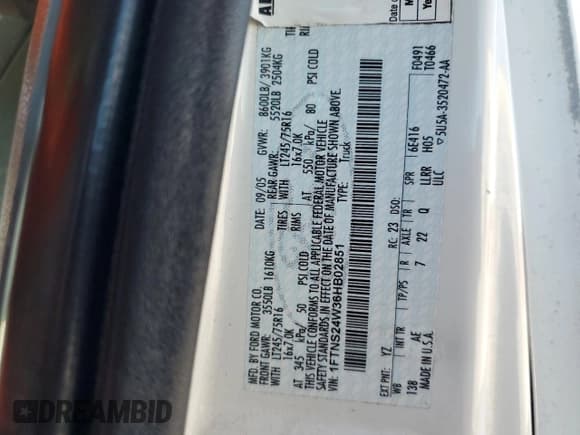 MFD. BY FORD MOTOR CO.
DATE: 09/05 GVWR: 8600LB/ 3901KG
FRONT GAWR: 3550LB 1610KG REAR GAWR: 5520LB 2504KG
LT245/75R16 TIRES WITH LT245/75R16
16x7.0K RIMS 16x7.0K
AT 345 kPa/ 50 PSI COLD AT 550 kPa/ 80 PSI COLD
THIS VEHICLE CONFORMS TO ALL APPLICABLE FEDERAL MOTOR VEHICLE
SAFETY STANDARDS IN EFFECT ON THE DATE OF MANUFACTURE SHOWN ABOVE.
VIN: 1FTNS24W36HB02851 TYPE: Truck
F0491
T0466
EXT PNT: YZ RC: 23 DSO:
WB INT TR TP/PS R AXLE TR SPR 6E416
138 AE 7 22 Q LLRR H05
MADE IN U.S.A. ULC
▽5U5A-3520472-AA
Date o
DREAMBID